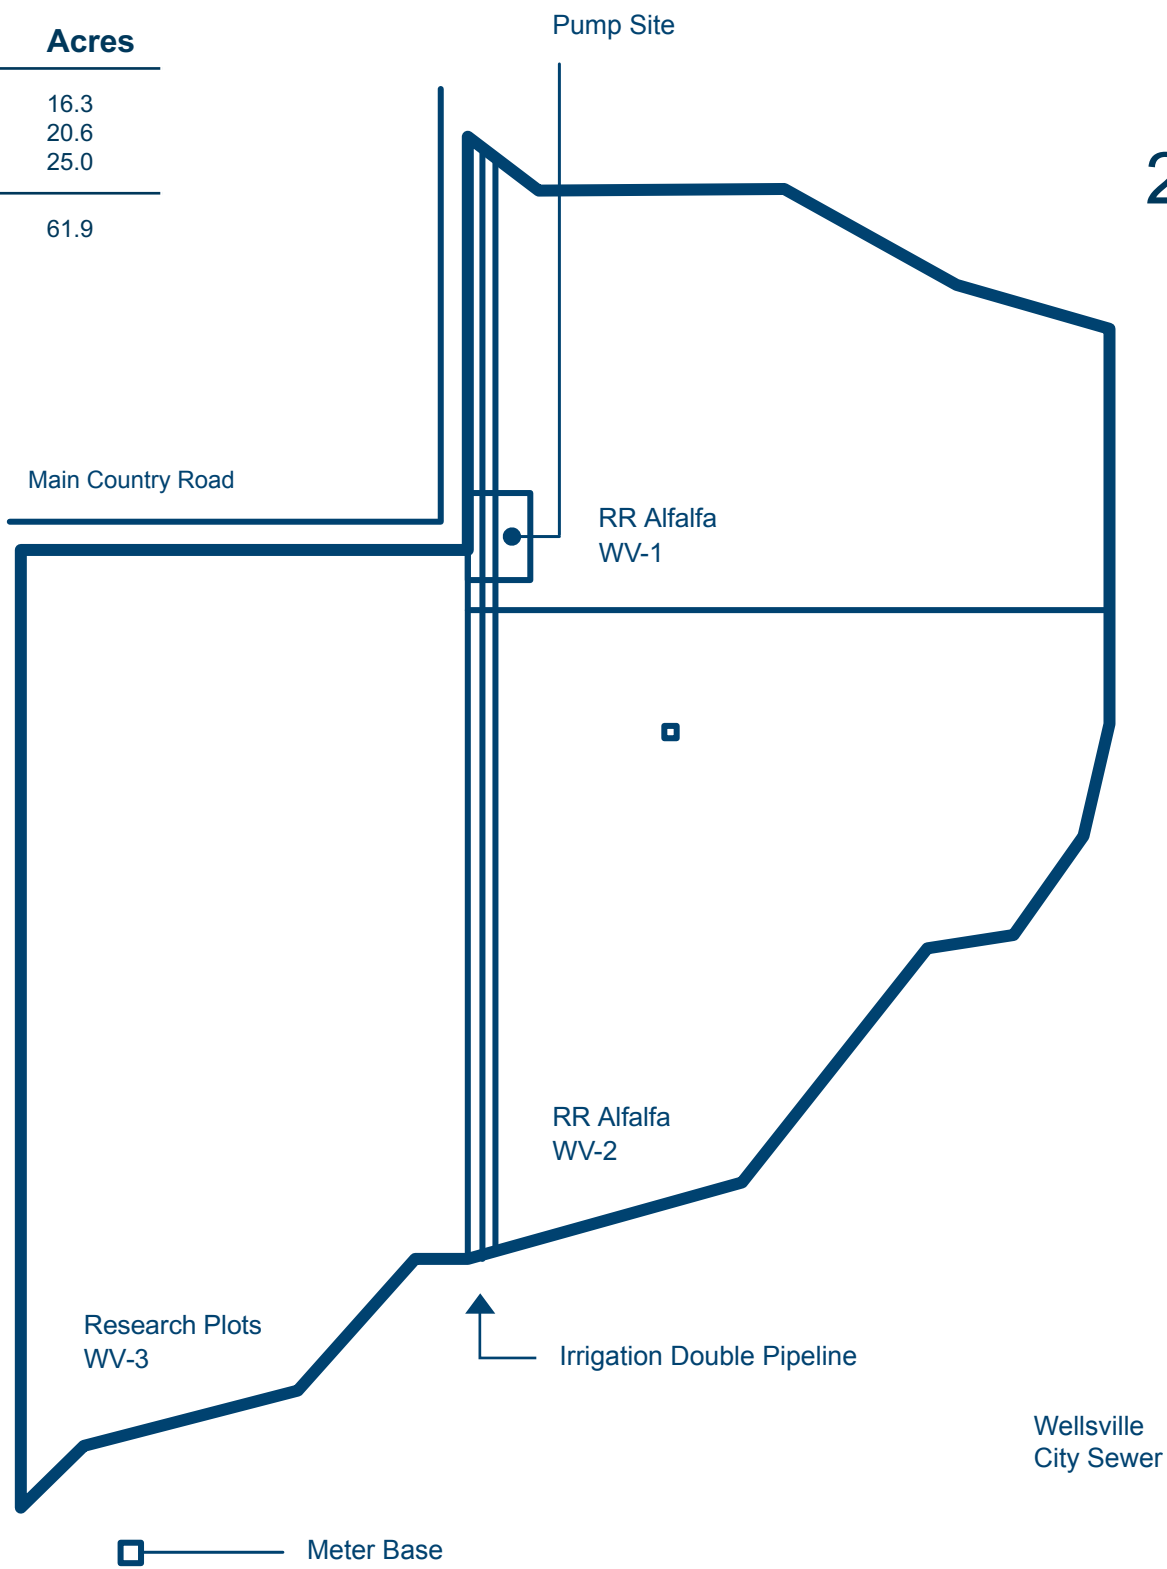 Acres
16.3
20.6
25.0
61.9
Pump Site
2
Main Country Road
RR Alfalfa
WV-1
RR Alfalfa
WV-2
Research Plots
WV-3
Irrigation Double Pipeline
Wellsville
City Sewer
Meter Base